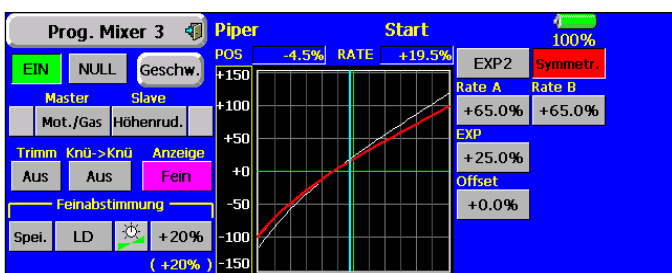 Prog. Mixer 3
Piper
Start
100%
POS
-4.5%
RATE
+19.5%
EIN
NULL
Geschw.
Master
Slave
Mot./Gas
Höhenrud.
Trimm
Knü->Knü
Anzeige
Aus
Aus
Fein
Feinabstimmung
Spei.
LD
+20%
( +20% )
+150
+100
+50
+0
-50
-100
-150
EXP2
Symmetr.
Rate A
Rate B
+65.0%
+65.0%
EXP
+25.0%
Offset
+0.0%